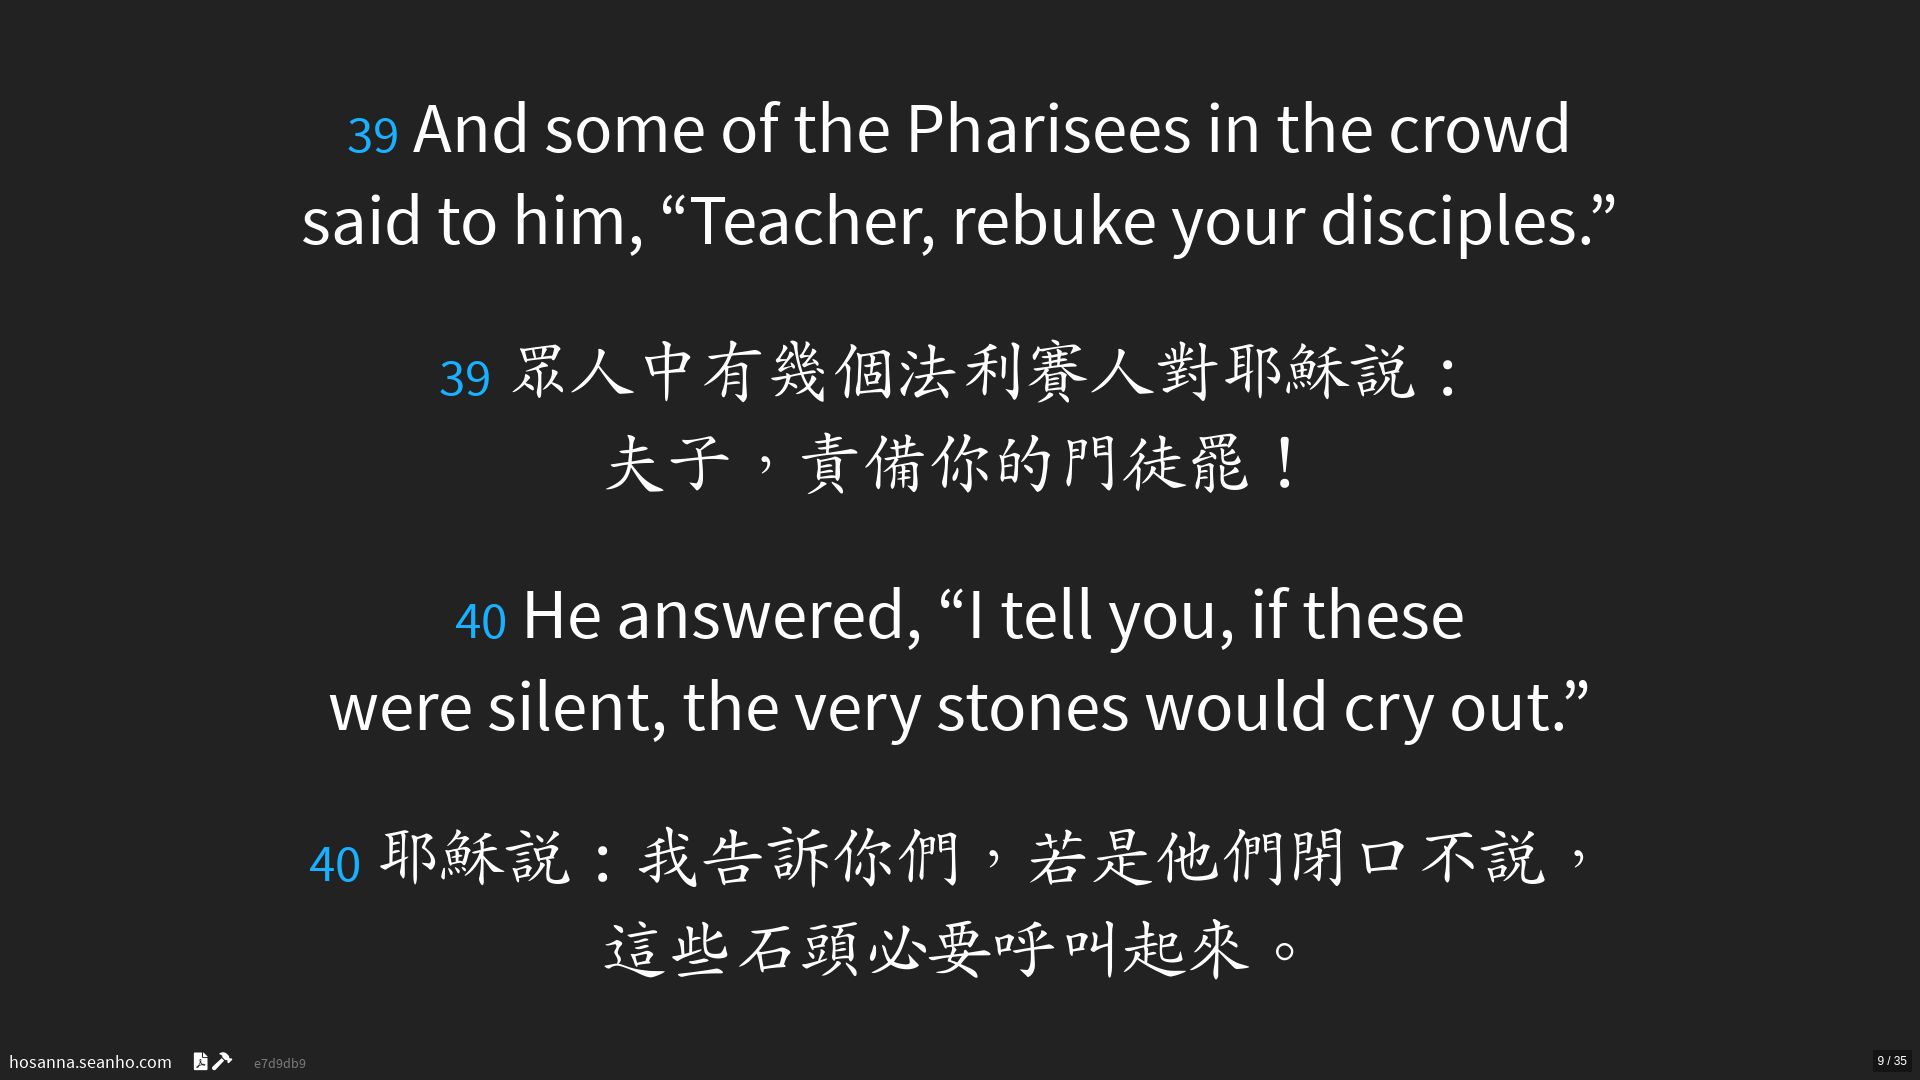 39 And some of the Pharisees in the crowd
said to him, “Teacher, rebuke your disciples.”
39 眾人中有幾個法利賽人對耶穌説：
夫子，責備你的門徒罷！
40 He answered, “I tell you, if these
were silent, the very stones would cry out.”
40 耶穌説：我告訴你們，若是他們閉口不説，
這些石頭必要呼叫起來。
hosanna.seanho.com e7d9db9 9 / 35